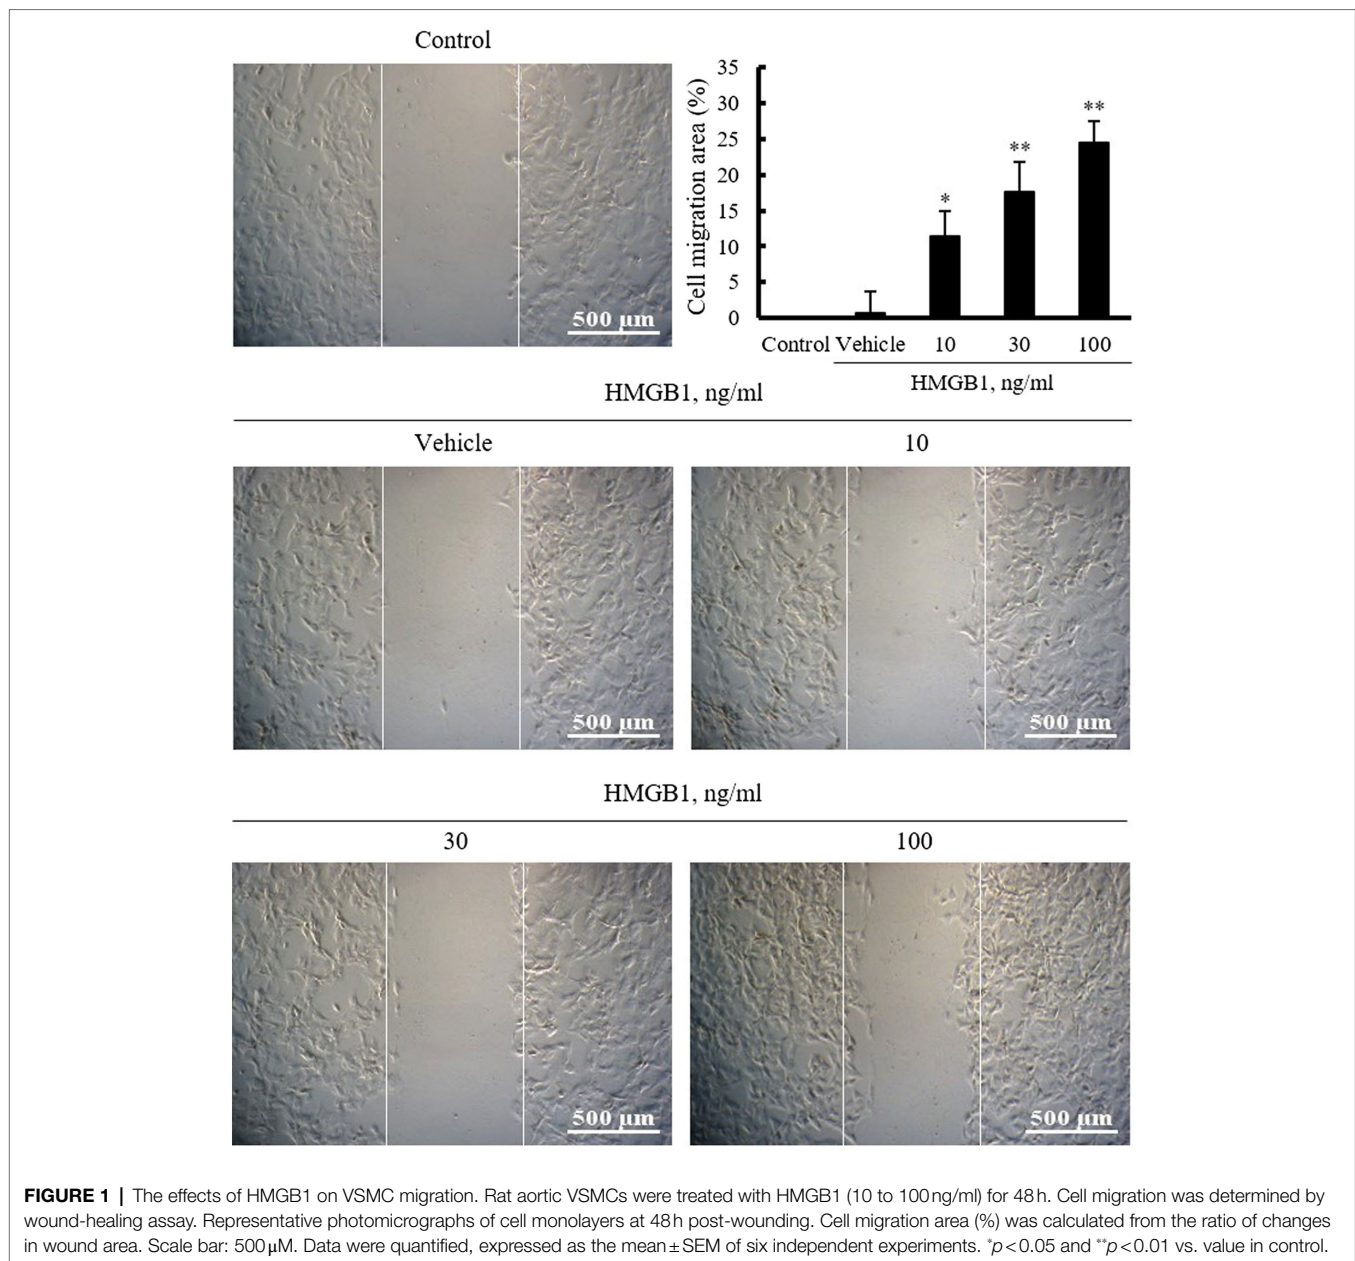 Control
Cell migration area (%)
35
30
25
20
15
10
5
0
*
**
**
Control Vehicle 10 30 100
HMGB1, ng/ml
500 μm
HMGB1, ng/ml
Vehicle 10
500 μm 500 μm
HMGB1, ng/ml
30 100
500 μm 500 μm
FIGURE 1 | The effects of HMGB1 on VSMC migration. Rat aortic VSMCs were treated with HMGB1 (10 to 100 ng/ml) for 48 h. Cell migration was determined by
wound-healing assay. Representative photomicrographs of cell monolayers at 48 h post-wounding. Cell migration area (%) was calculated from the ratio of changes
in wound area. Scale bar: 500 μM. Data were quantified, expressed as the mean ± SEM of six independent experiments. *p < 0.05 and **p < 0.01 vs. value in control.